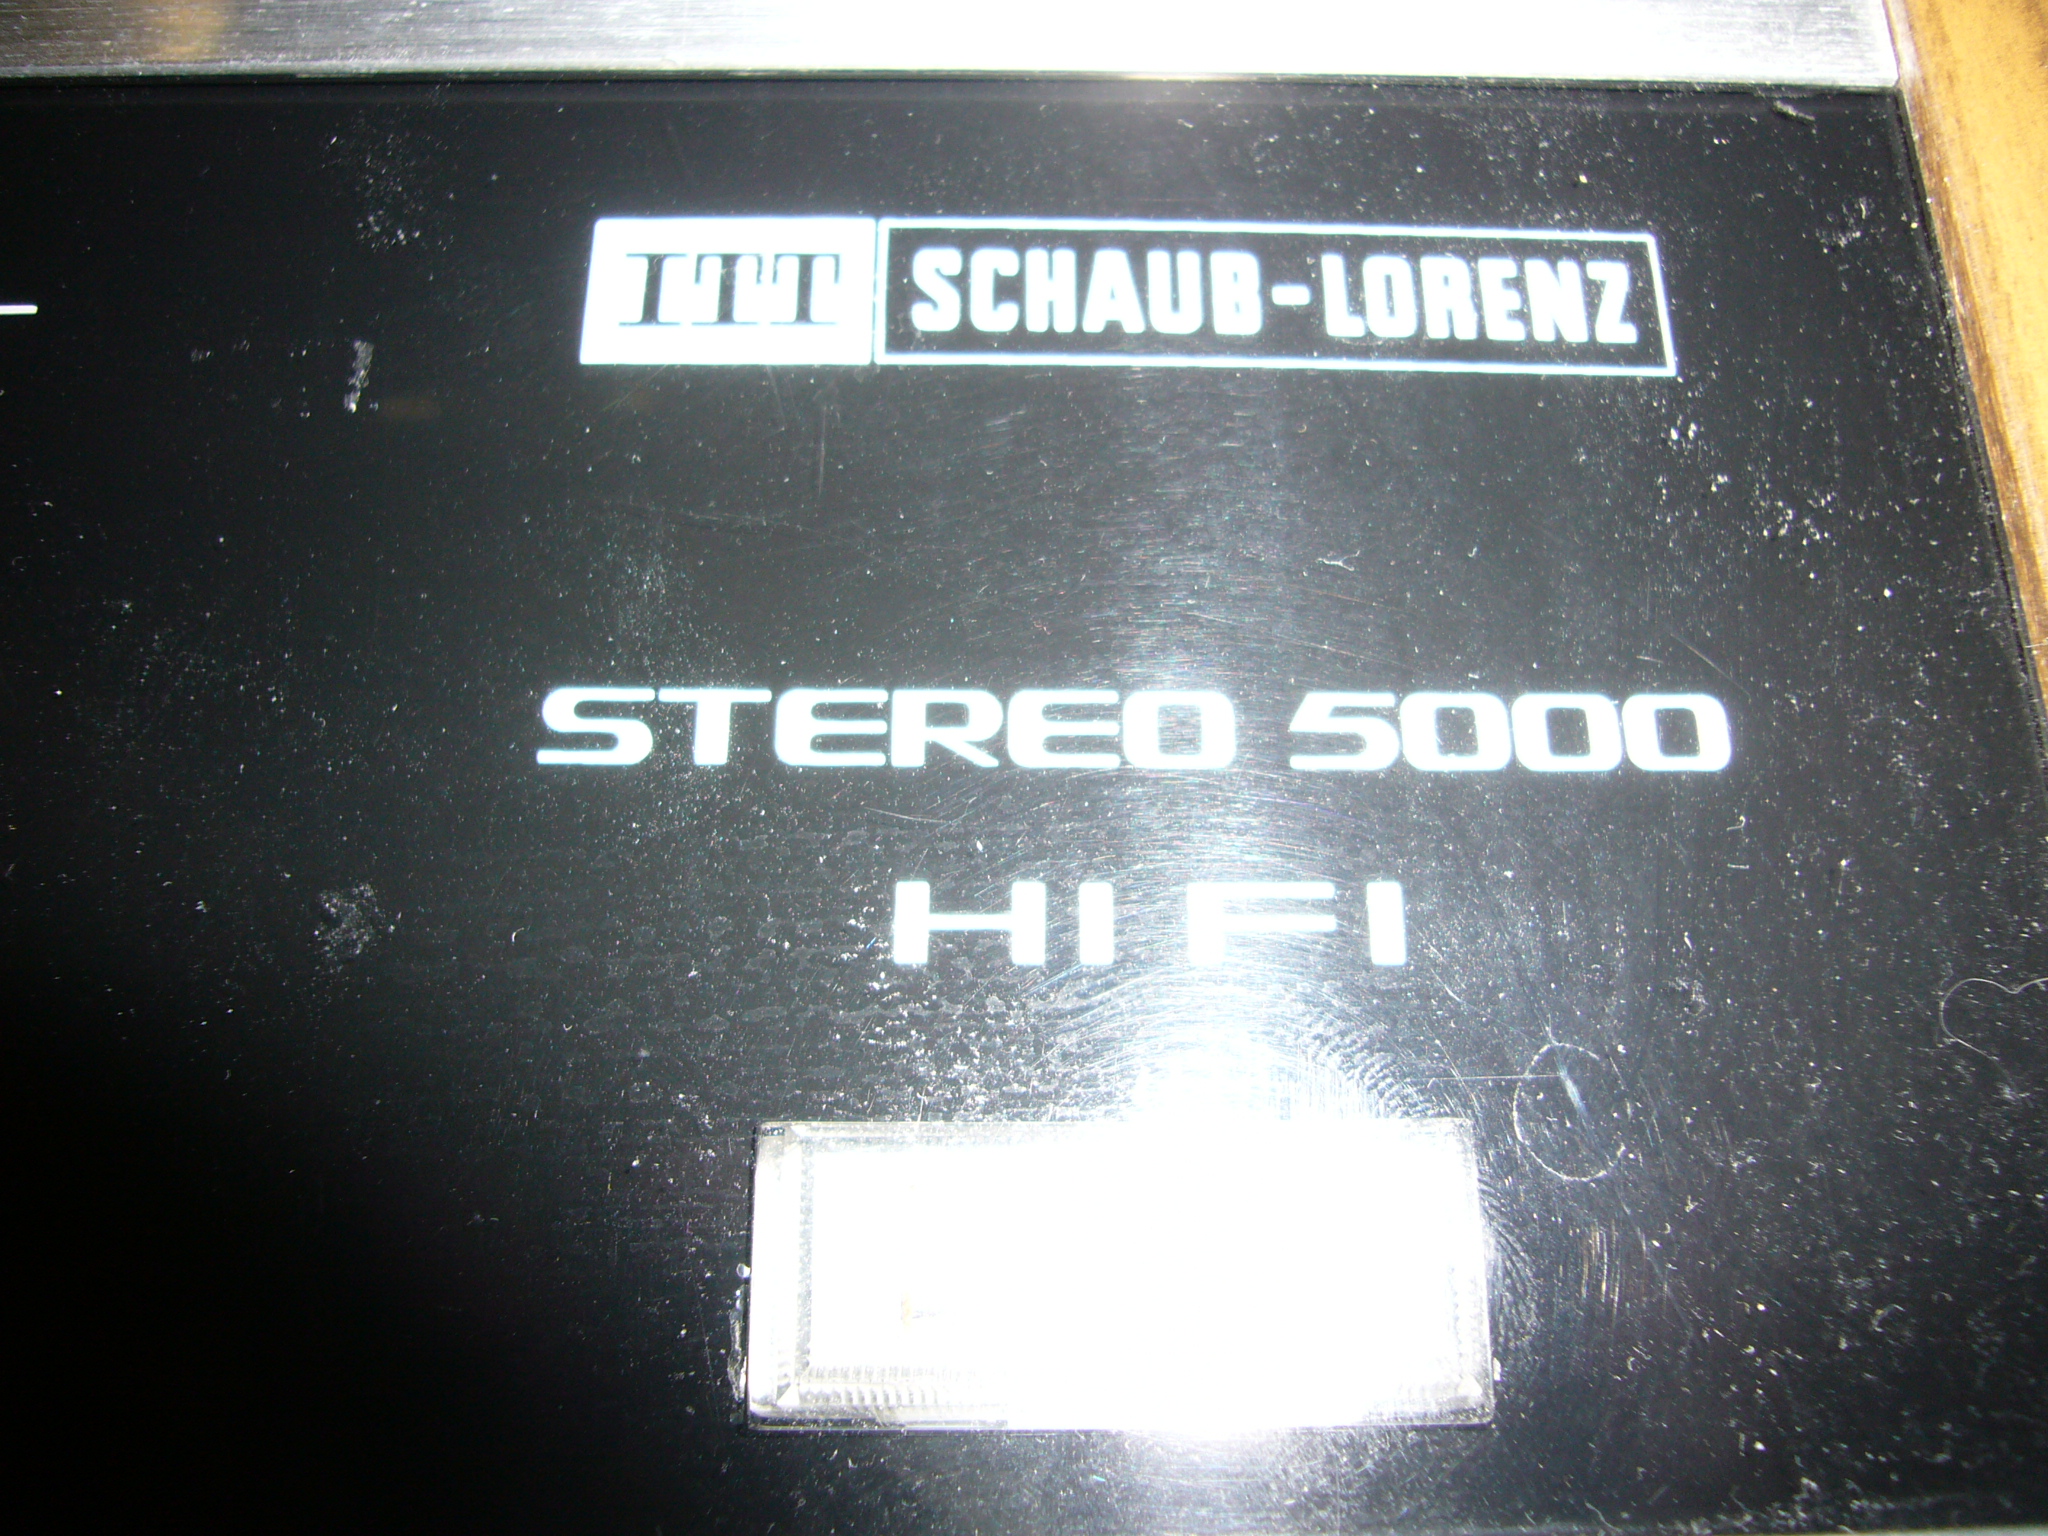 ITT SCHAUB-LORENZ
STEREO 5000
HI FI